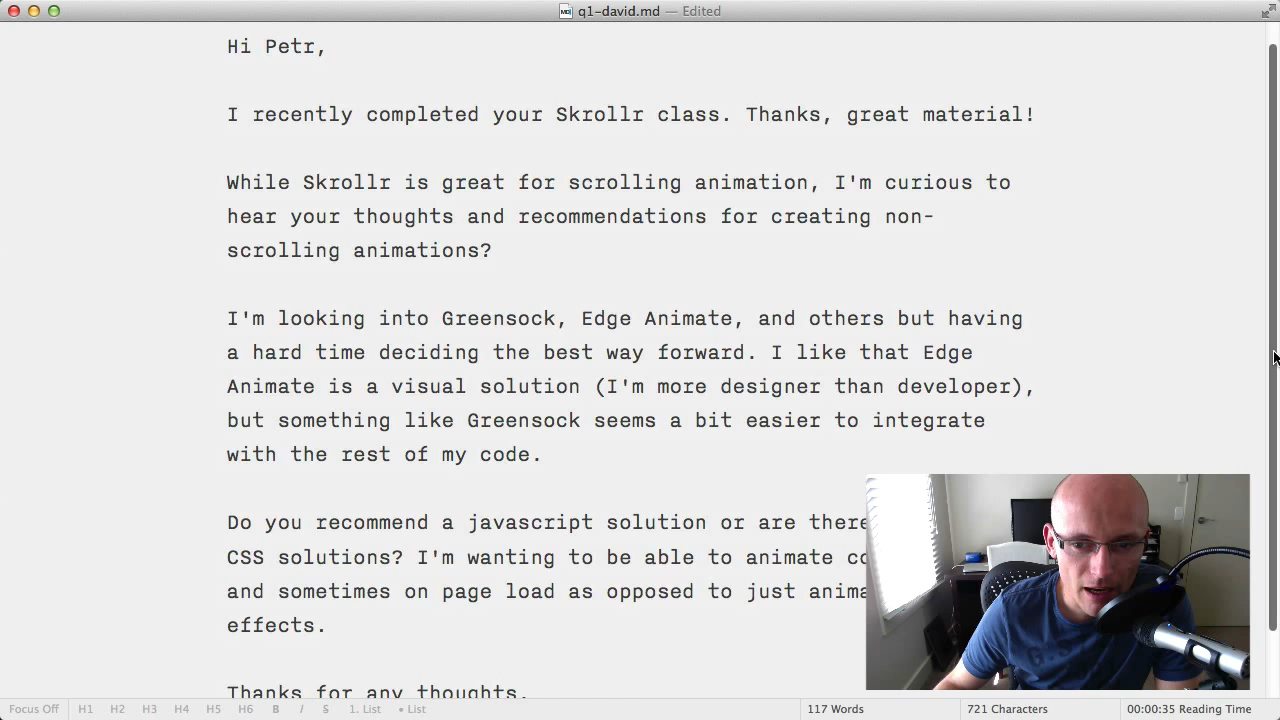 q1-david.md — Edited
Hi Petr,
I recently completed your Skrollr class. Thanks, great material!
While Skrollr is great for scrolling animation, I'm curious to
hear your thoughts and recommendations for creating non-
scrolling animations?
I'm looking into Greensock, Edge Animate, and others but having
a hard time deciding the best way forward. I like that Edge
Animate is a visual solution (I'm more designer than developer),
but something like Greensock seems a bit easier to integrate
with the rest of my code.
Do you recommend a javascript solution or are there
CSS solutions? I'm wanting to be able to animate
and sometimes on page load as opposed to just
effects.
Thanks for any thoughts.
Focus Off H1 H2 H3 H4 H5 H6 B I S 1. List • List 117 Words 721 Characters 00:00:35 Reading Time